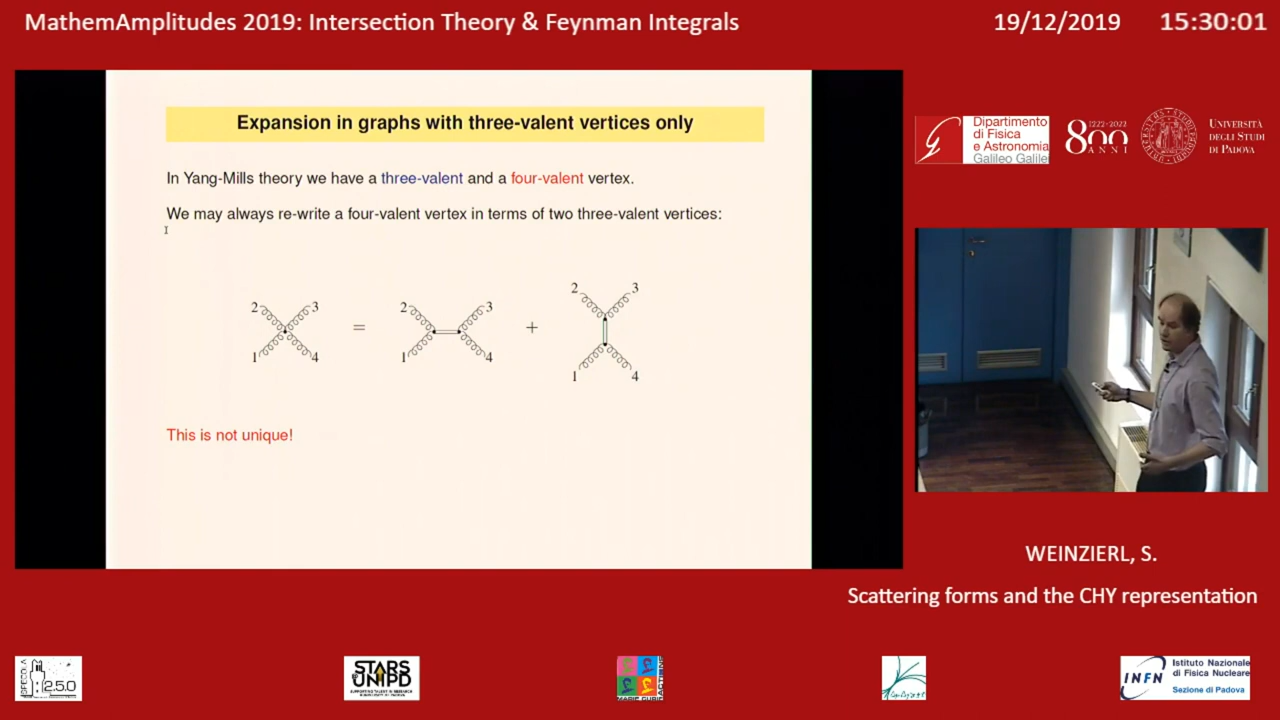 MathemAmplitudes 2019: Intersection Theory & Feynman Integrals
19/12/2019 15:30:01
Expansion in graphs with three-valent vertices only
In Yang-Mills theory we have a three-valent and a four-valent vertex.
We may always re-write a four-valent vertex in terms of two three-valent vertices:
2 3 1 4
=
2 3 1 4
+
2 3 1 4
This is not unique!
Dipartimento
di Fisica
e Astronomia
Galileo Galile
1222-2022
800
ANNI
UNIVERSITÀ
DEGLI STUDI
DI PADOVA
WEINZIERL, S.
Scattering forms and the CHY representation
SPECOLA
250
STARS
UNIPD
INFN
Istituto Nazionale
di Fisica Nucleare
Sezione di Padova